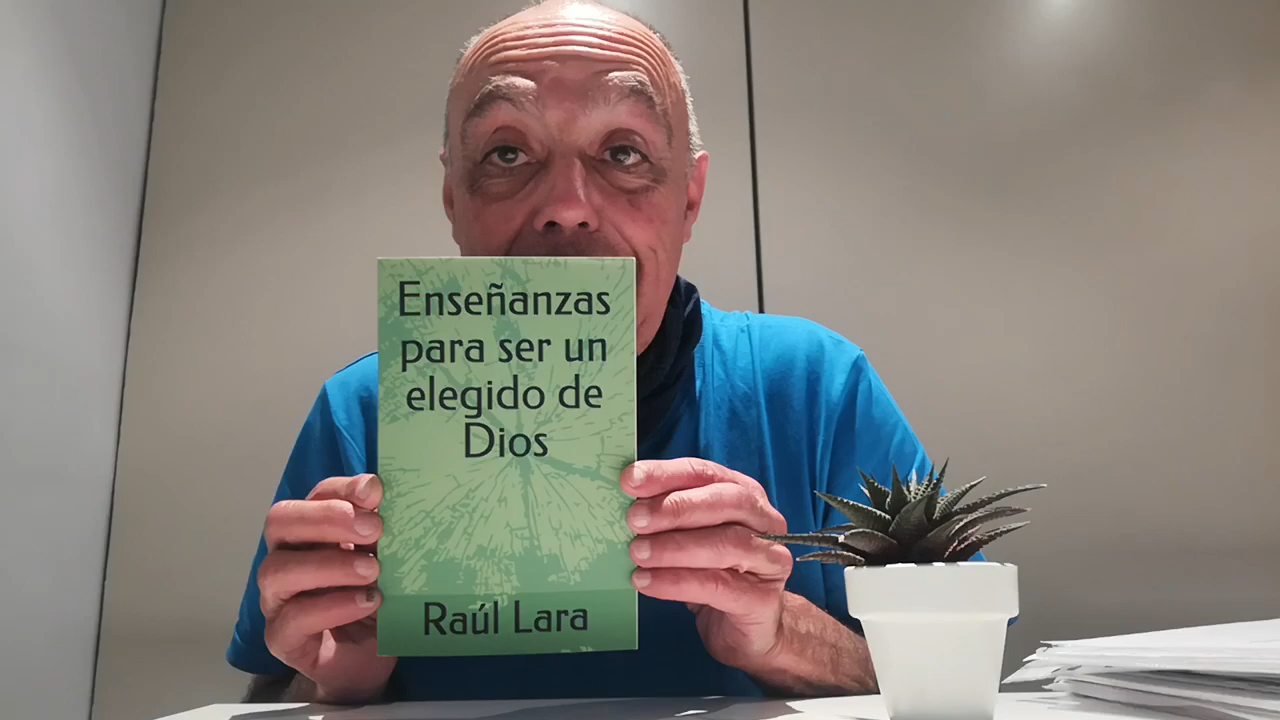 Enseñanzas
para ser un
elegido de
Dios
Raúl Lara